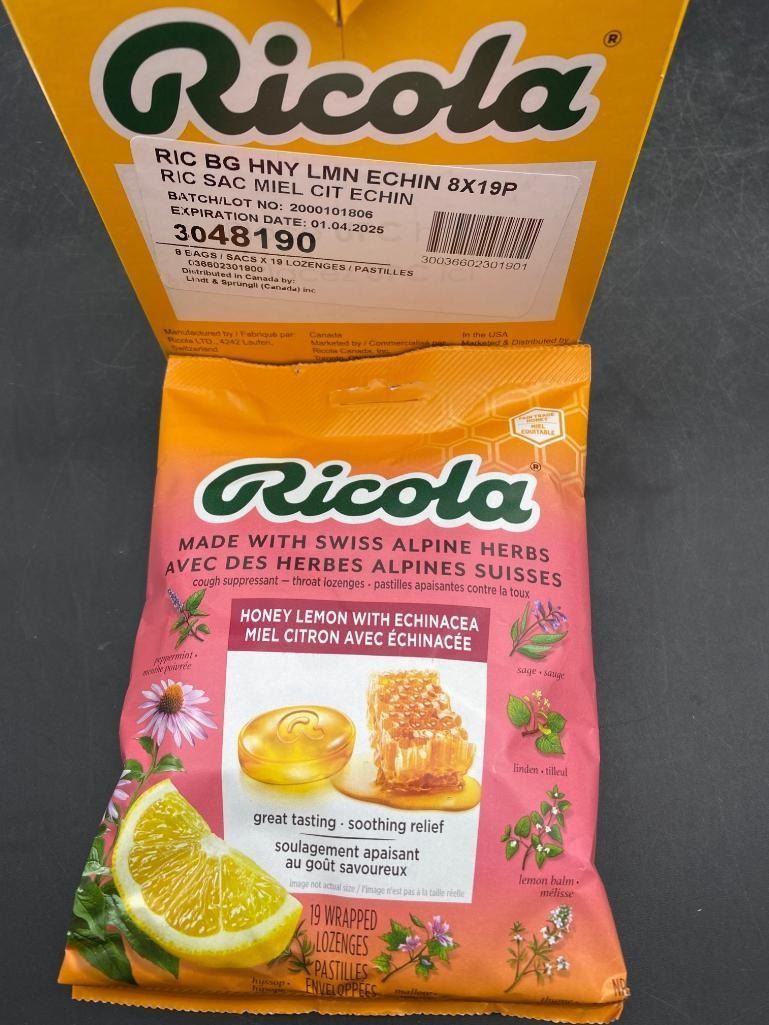 Ricola®
RIC BG HNY LMN ECHIN 8X19P
RIC SAC MIEL CIT ECHIN
BATCH/LOT NO: 2000101806
EXPIRATION DATE: 01.04.2025
3048190
8 BAGS / SACS X 19 LOZENGES / PASTILLES
036602301900
Distributed in Canada by:
Lindt & Sprüngli (Canada) inc
30036602301901
Manufactured by / Fabriqué par:
Ricola LTD., 4242 Laufen,
Switzerland
Canada
Marketed by / Commercialisé par:
Ricola Canada, Inc.
In the USA
Marketed & Distributed by
FAIR TRADE
HONEY
MIEL
ÉQUITABLE
Ricola®
MADE WITH SWISS ALPINE HERBS
AVEC DES HERBES ALPINES SUISSES
cough suppressant – throat lozenges • pastilles apaisantes contre la toux
HONEY LEMON WITH ECHINACEA
MIEL CITRON AVEC ÉCHINACÉE
peppermint •
menthe poivrée
sage • sauge
linden • tilleul
great tasting • soothing relief
soulagement apaisant
au goût savoureux
image not actual size / l'image n'est pas à la taille réelle
lemon balm •
mélisse
19 WRAPPED
LOZENGES
PASTILLES
ENVELOPPÉES
hyssop •